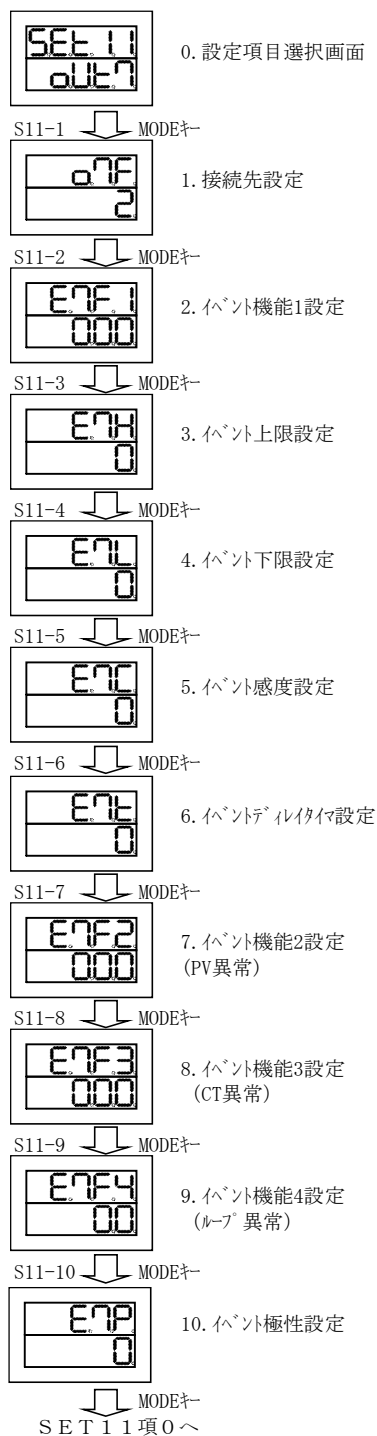 SEt.11
oUt7
0.設定項目選択画面
S11-1 MODEｷｰ
o7F
2
1.接続先設定
S11-2 MODEｷｰ
E7F.1
000
2.ｲﾍﾞﾝﾄ機能1設定
S11-3 MODEｷｰ
E7H
0
3.ｲﾍﾞﾝﾄ上限設定
S11-4 MODEｷｰ
E7L
0
4.ｲﾍﾞﾝﾄ下限設定
S11-5 MODEｷｰ
E7C
0
5.ｲﾍﾞﾝﾄ感度設定
S11-6 MODEｷｰ
E7t
0
6.ｲﾍﾞﾝﾄﾃﾞｨﾚｲﾀｲﾏ設定
S11-7 MODEｷｰ
E7F2
000
7.ｲﾍﾞﾝﾄ機能2設定
(PV異常)
S11-8 MODEｷｰ
E7F3
000
8.ｲﾍﾞﾝﾄ機能3設定
(CT異常)
S11-9 MODEｷｰ
E7F4
00
9.ｲﾍﾞﾝﾄ機能4設定
(ﾙｰﾌﾟ異常)
S11-10 MODEｷｰ
E7P
0
10.ｲﾍﾞﾝﾄ極性設定
MODEｷｰ
ＳＥＴ１１項０へ